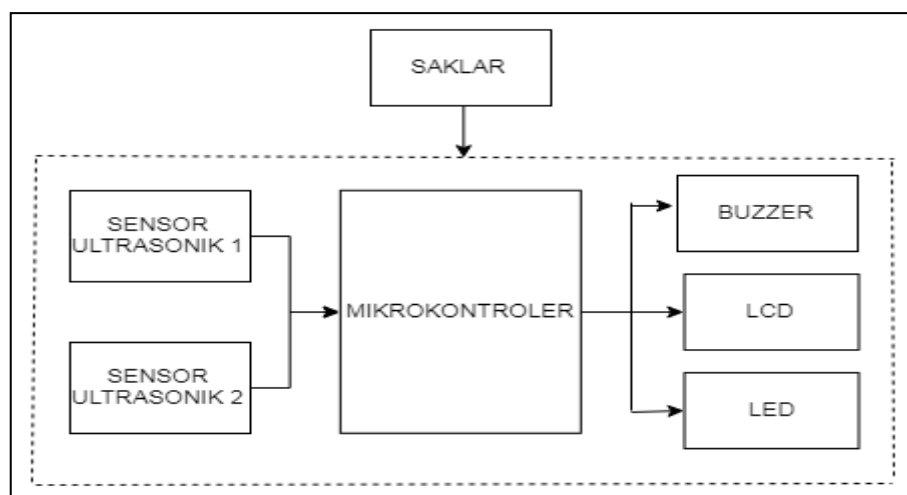 SAKLAR
SENSOR
ULTRASONIK 1
SENSOR
ULTRASONIK 2
MIKROKONTROLER
BUZZER
LCD
LED